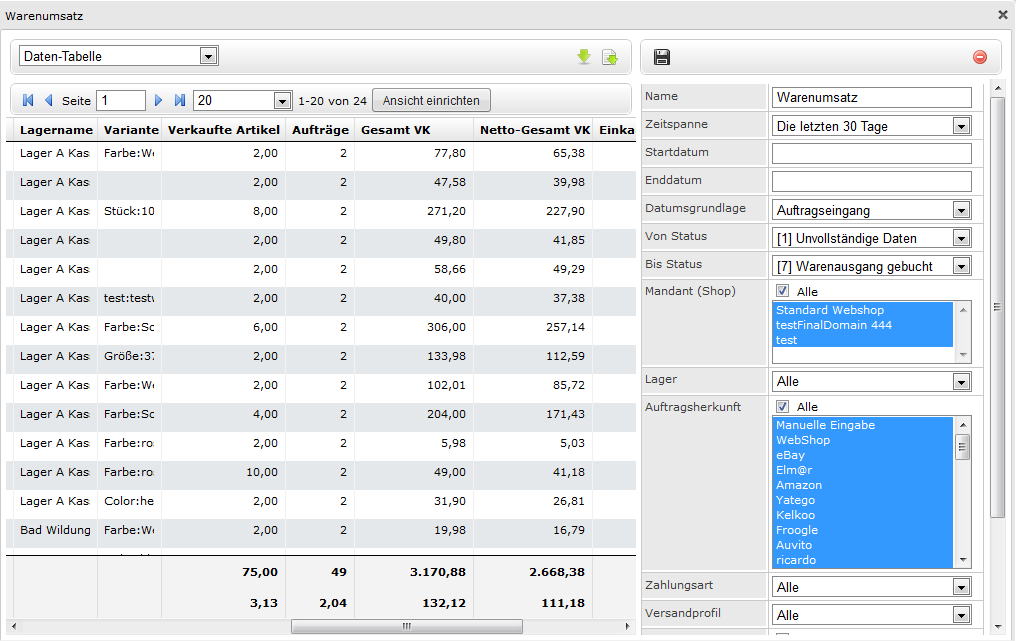 Warenumsatz
Daten-Tabelle
Seite 1 20 1-20 von 24 Ansicht einrichten
Lagername Variante Verkaufte Artikel Aufträge Gesamt VK Netto-Gesamt VK Einka
Lager A Kas Farbe:We 2,00 2 77,80 65,38
Lager A Kas 2,00 2 47,58 39,98
Lager A Kas Stück:10 8,00 2 271,20 227,90
Lager A Kas 2,00 2 49,80 41,85
Lager A Kas 2,00 2 58,66 49,29
Lager A Kas test:testv 2,00 2 40,00 37,38
Lager A Kas Farbe:Sc 6,00 2 306,00 257,14
Lager A Kas Größe:37 2,00 2 133,98 112,59
Lager A Kas Farbe:We 2,00 2 102,01 85,72
Lager A Kas Farbe:Sc 4,00 2 204,00 171,43
Lager A Kas Farbe:ro 2,00 2 5,98 5,03
Lager A Kas Farbe:ro 10,00 2 49,00 41,18
Lager A Kas Color:he 2,00 2 31,90 26,81
Bad Wildung Farbe:We 2,00 2 19,98 16,79
75,00 49 3.170,88 2.668,38
3,13 2,04 132,12 111,18
Name Warenumsatz
Zeitspanne Die letzten 30 Tage
Startdatum
Enddatum
Datumsgrundlage Auftragseingang
Von Status [1] Unvollständige Daten
Bis Status [7] Warenausgang gebucht
Mandant (Shop) Alle
Standard Webshop
testFinalDomain 444
test
Lager Alle
Auftragsherkunft Alle
Manuelle Eingabe
WebShop
eBay
Elm@r
Amazon
Yatego
Kelkoo
Froogle
Auvito
ricardo
Zahlungsart Alle
Versandprofil Alle